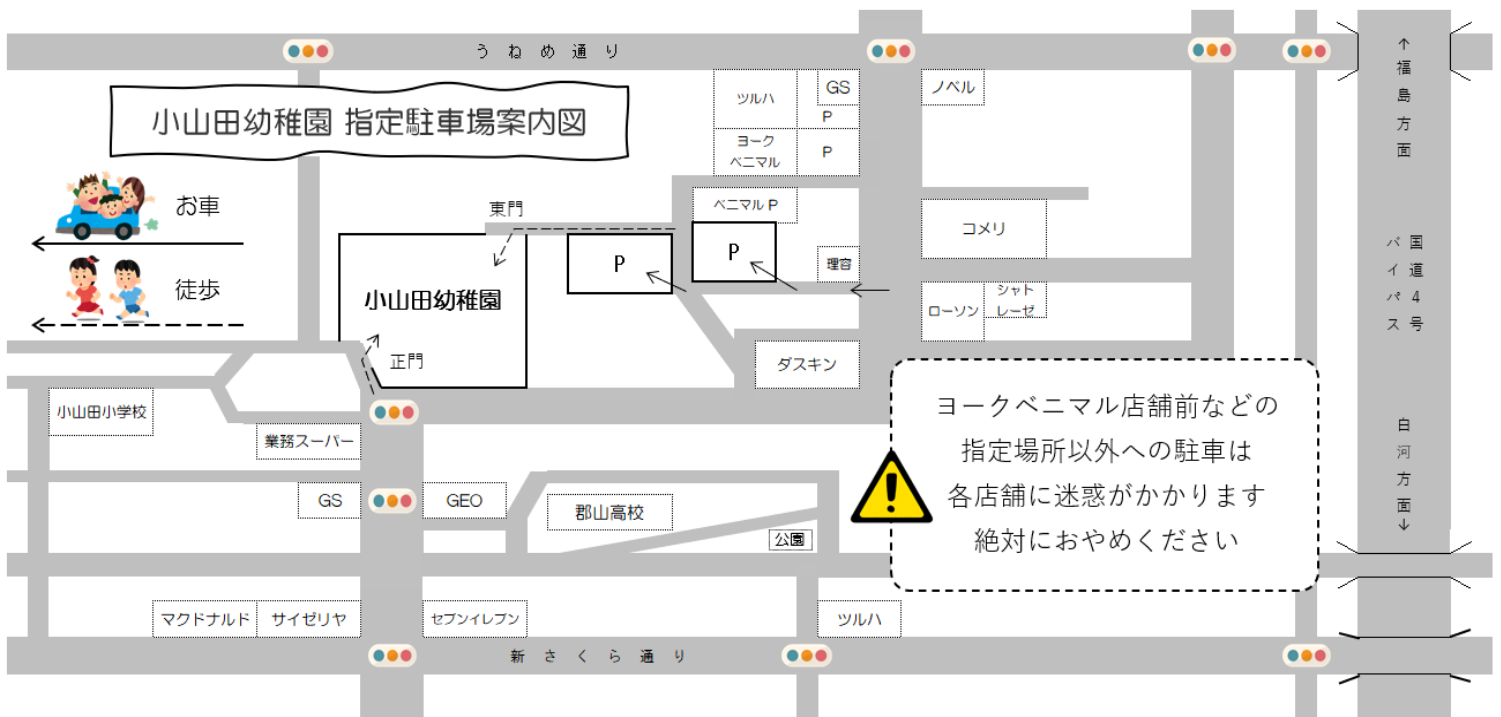 うねめ通り
小山田幼稚園 指定駐車場案内図
お車
徒歩
ツルハ
GS
P
ヨーク
ベニマル
P
ノベル
ベニマル P
東門
P
P
理容
コメリ
小山田幼稚園
正門
ローソン
シャト
レーゼ
ダスキン
↑福島方面
国道4号
バイパス
白河方面↓
小山田小学校
業務スーパー
GS
GEO
郡山高校
公園
ヨークベニマル店舗前などの
指定場所以外への駐車は
各店舗に迷惑がかかります
絶対におやめください
マクドナルド
サイゼリヤ
セブンイレブン
ツルハ
新さくら通り